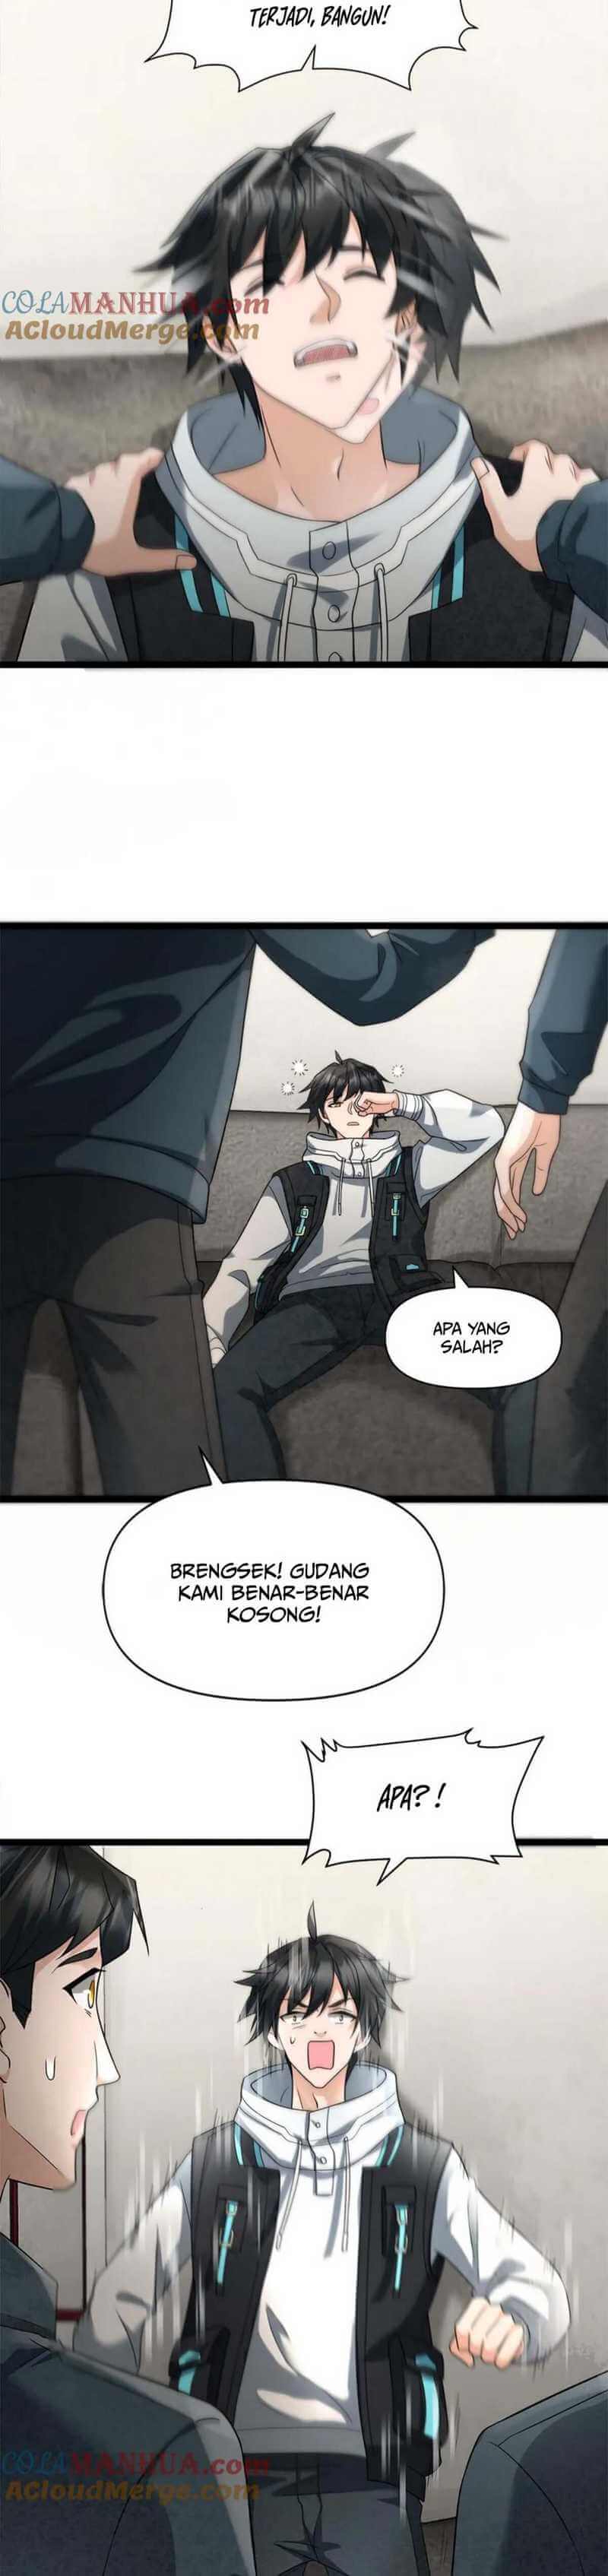 TERJADI, BANGUN!
COLAMANHUA.com
ACloudMerge.com
APA YANG
SALAH?
BRENGSEK! GUDANG
KAMI BENAR-BENAR
KOSONG!
APA?!
COLAMANHUA.com
ACloudMerge.com